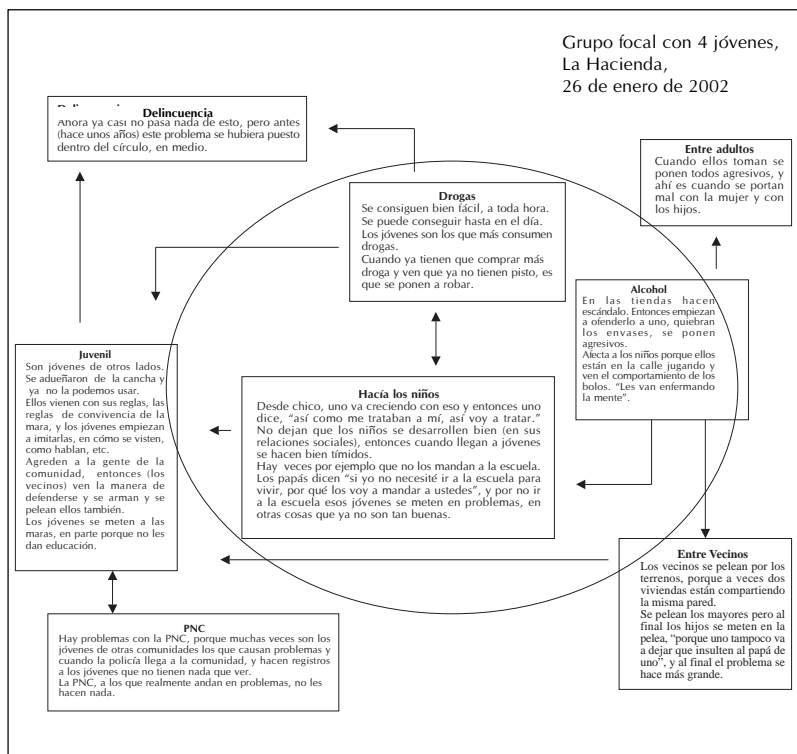 Grupo focal con 4 jóvenes,
La Hacienda,
26 de enero de 2002
Delincuencia
Ahora ya casi no pasa nada de esto, pero antes
(hace unos años) este problema se hubiera puesto
dentro del círculo, en medio.
Entre adultos
Cuando ellos toman se
ponen todos agresivos, y
ahí es cuando se portan
mal con la mujer y con
los hijos.
Drogas
Se consiguen bien fácil, a toda hora.
Se puede conseguir hasta en el día.
Los jóvenes son los que más consumen
drogas.
Cuando ya tienen que comprar más
droga y ven que ya no tienen pisto, es
que se ponen a robar.
Alcohol
En las tiendas hacen
escándalo. Entonces empiezan
a ofenderlo a uno, quiebran
los envases, se ponen
agresivos.
Afecta a los niños porque ellos
están en la calle jugando y
ven el comportamiento de los
bolos. “Les van enfermando
la mente”.
Juvenil
Son jóvenes de otros lados.
Se adueñaron de la cancha y
ya no la podemos usar.
Ellos vienen con sus reglas, las
reglas de convivencia de la
mara, y los jóvenes empiezan
a imitarlas, en cómo se visten,
como hablan, etc.
Agreden a la gente de la
comunidad, entonces (los
vecinos) ven la manera de
defenderse y se arman y se
pelean ellos también.
Los jóvenes se meten a las
maras, en parte porque no les
dan educación.
Hacía los niños
Desde chico, uno va creciendo con eso y entonces uno
dice, “así como me trataban a mí, así voy a tratar.”
No dejan que los niños se desarrollen bien (en sus
relaciones sociales), entonces cuando llegan a jóvenes
se hacen bien tímidos.
Hay veces por ejemplo que no los mandan a la escuela.
Los papás dicen “si yo no necesité ir a la escuela para
vivir, por qué los voy a mandar a ustedes”, y por no ir
a la escuela esos jóvenes se meten en problemas, en
otras cosas que ya no son tan buenas.
Entre Vecinos
Los vecinos se pelean por los
terrenos, porque a veces dos
viviendas están compartiendo
la misma pared.
Se pelean los mayores pero al
final los hijos se meten en la
pelea, “porque uno tampoco va
a dejar que insulten al papá de
uno”, y al final el problema se
hace más grande.
PNC
Hay problemas con la PNC, porque muchas veces son los
jóvenes de otras comunidades los que causan problemas y
cuando la policía llega a la comunidad, y hacen registros
a los jóvenes que no tienen nada que ver.
La PNC, a los que realmente andan en problemas, no les
hacen nada.